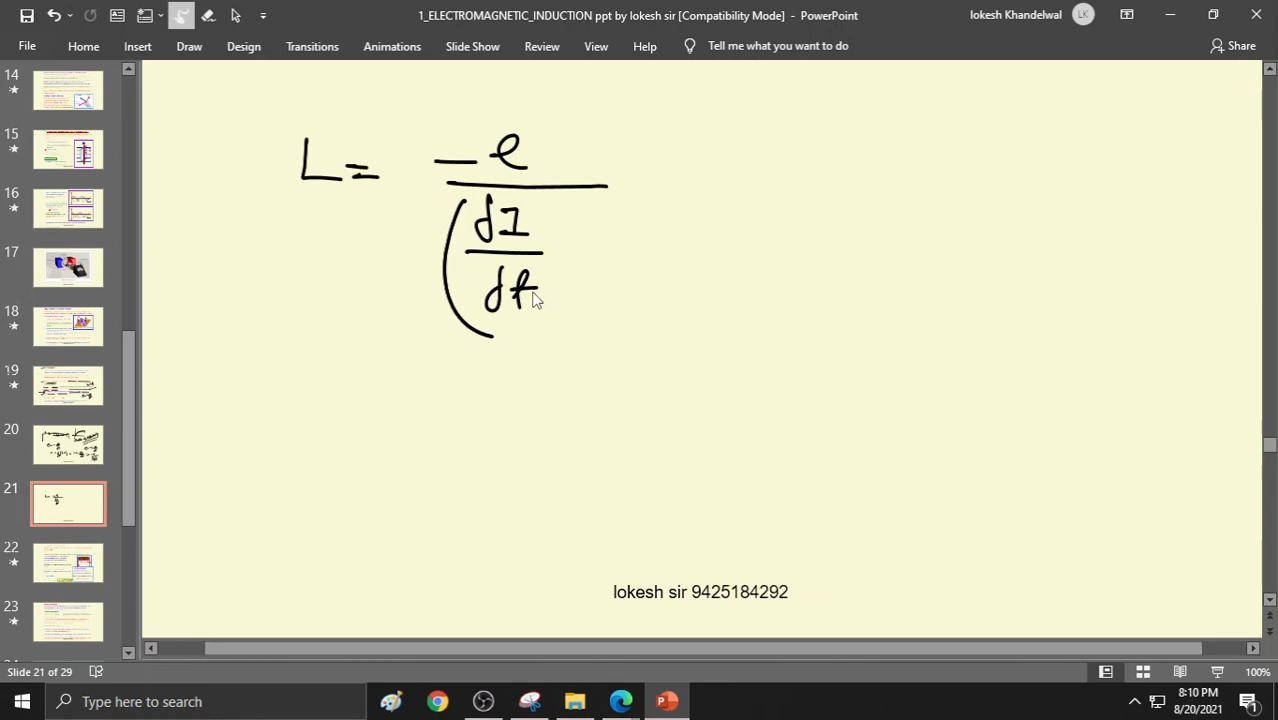 1_ELECTROMAGNETIC_INDUCTION ppt by lokesh sir [Compatibility Mode] - PowerPoint
lokesh Khandelwal
LK
File Home Insert Draw Design Transitions Animations Slide Show Review View Help Tell me what you want to do Share
14
15
16
17
18
19
20
21
22
23
L = -e
(dI
dt
lokesh sir 9425184292
Slide 21 of 29
100%
Type here to search
8:10 PM
8/20/2021
1